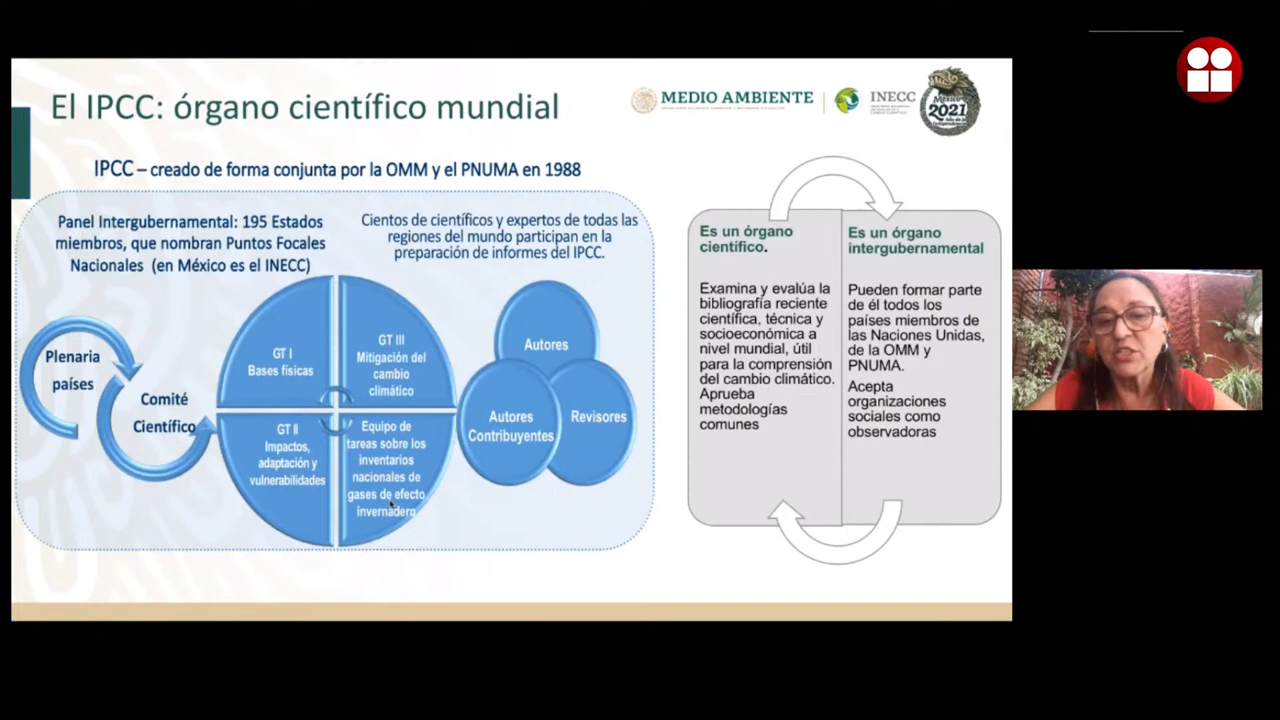 El IPCC: órgano científico mundial
MEDIO AMBIENTE
INECC
México
2021
IPCC – creado de forma conjunta por la OMM y el PNUMA en 1988
Panel Intergubernamental: 195 Estados
miembros, que nombran Puntos Focales
Nacionales (en México es el INECC)
Cientos de científicos y expertos de todas las
regiones del mundo participan en la
preparación de informes del IPCC.
Plenaria
países
Comité
Científico
GT I
Bases físicas
GT III
Mitigación del
cambio
climático
GT II
Impactos,
adaptación y
vulnerabilidades
Equipo de
tareas sobre los
inventarios
nacionales de
gases de efecto
invernadero
Autores
Autores
Contribuyentes
Revisores
Es un órgano
científico.
Examina y evalúa la
bibliografía reciente
científica, técnica y
socioeconómica a
nivel mundial, útil
para la comprensión
del cambio climático.
Aprueba
metodologías
comunes
Es un órgano
intergubernamental
Pueden formar parte
de él todos los
países miembros de
las Naciones Unidas,
de la OMM y
PNUMA.
Acepta
organizaciones
sociales como
observadoras